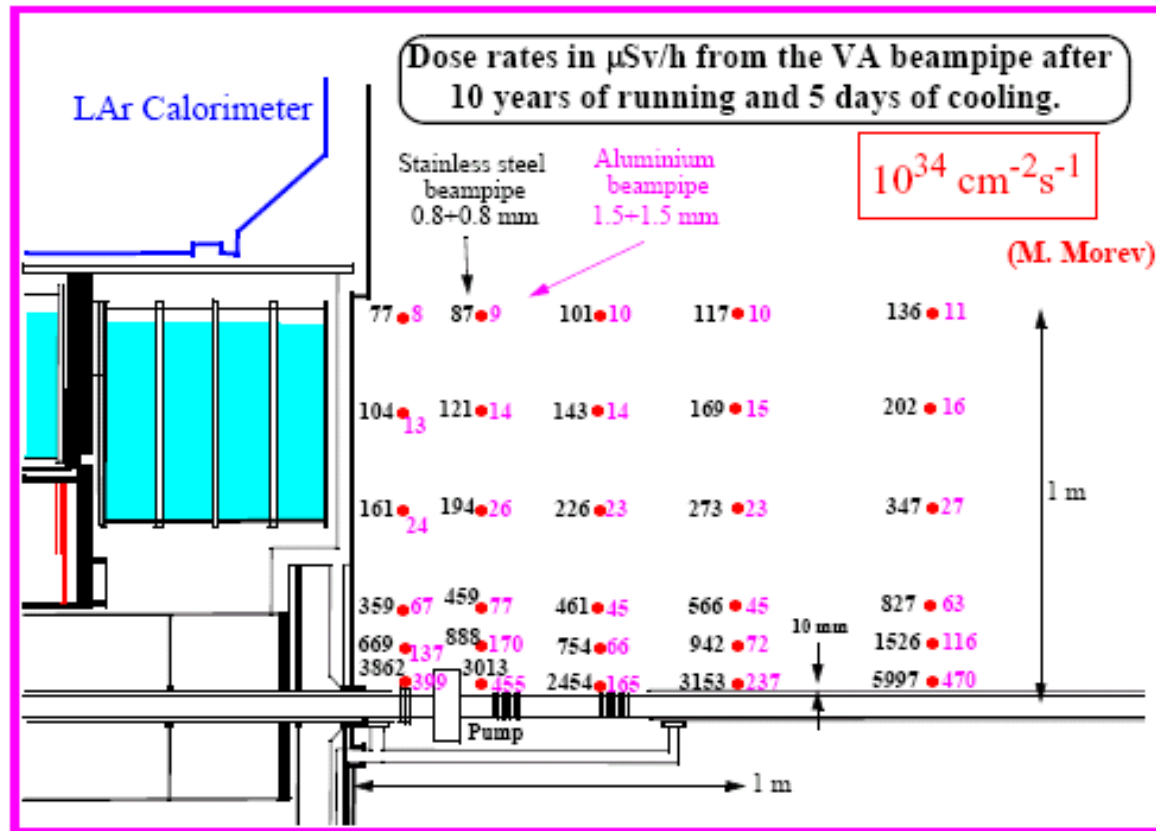 Dose rates in µSv/h from the VA beampipe after
10 years of running and 5 days of cooling.
LAr Calorimeter
Stainless steel
beampipe
0.8+0.8 mm
Aluminium
beampipe
1.5+1.5 mm
10^34 cm^-2 s^-1
(M. Morev)
77 8 87 9 101 10 117 10 136 11
104 13 121 14 143 14 169 15 202 16
161 24 194 26 226 23 273 23 347 27
1 m
359 67 459 77 461 45 566 45 827 63
10 mm
669 137 888 170 754 66 942 72 1526 116
3862 399 3013 455 2454 165 3153 237 5997 470
Pump
1 m